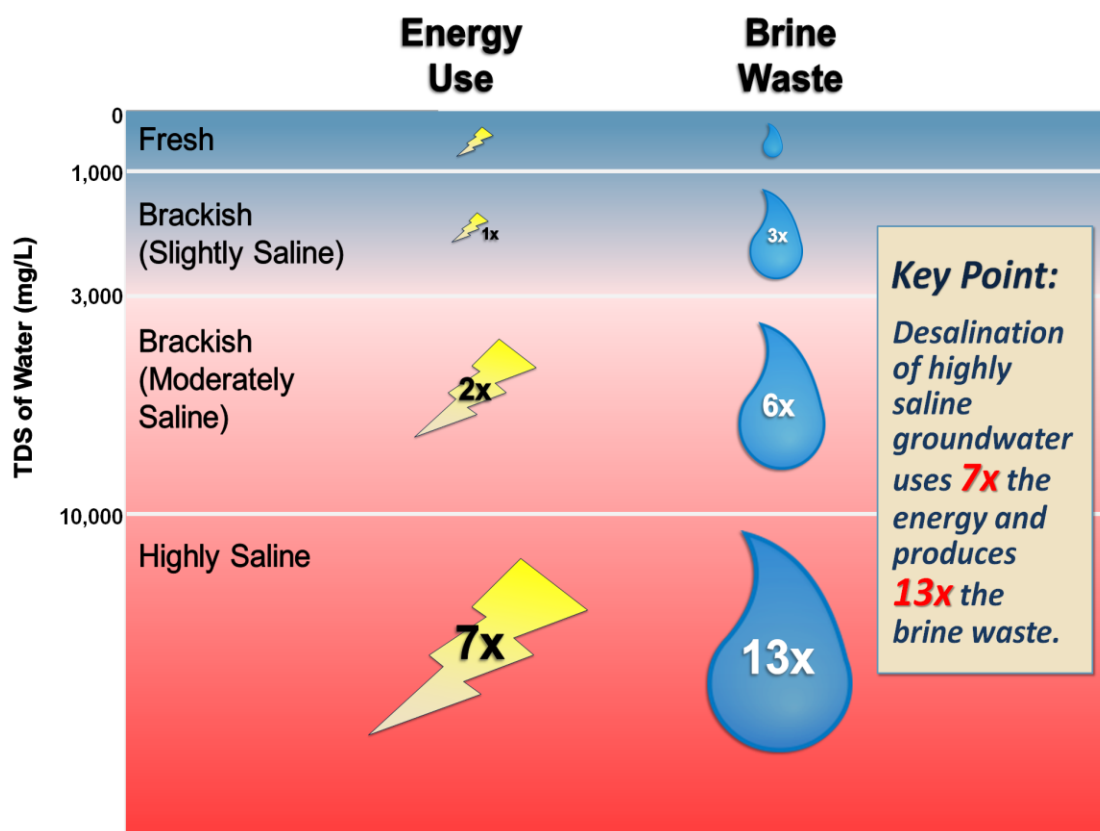 Energy
Use
Brine
Waste
TDS of Water (mg/L)
0
Fresh
1,000
Brackish
(Slightly Saline)
1x
3x
3,000
Brackish
(Moderately
Saline)
2x
6x
10,000
Highly Saline
7x
13x
Key Point:
Desalination
of highly
saline
groundwater
uses 7x the
energy and
produces
13x the
brine waste.